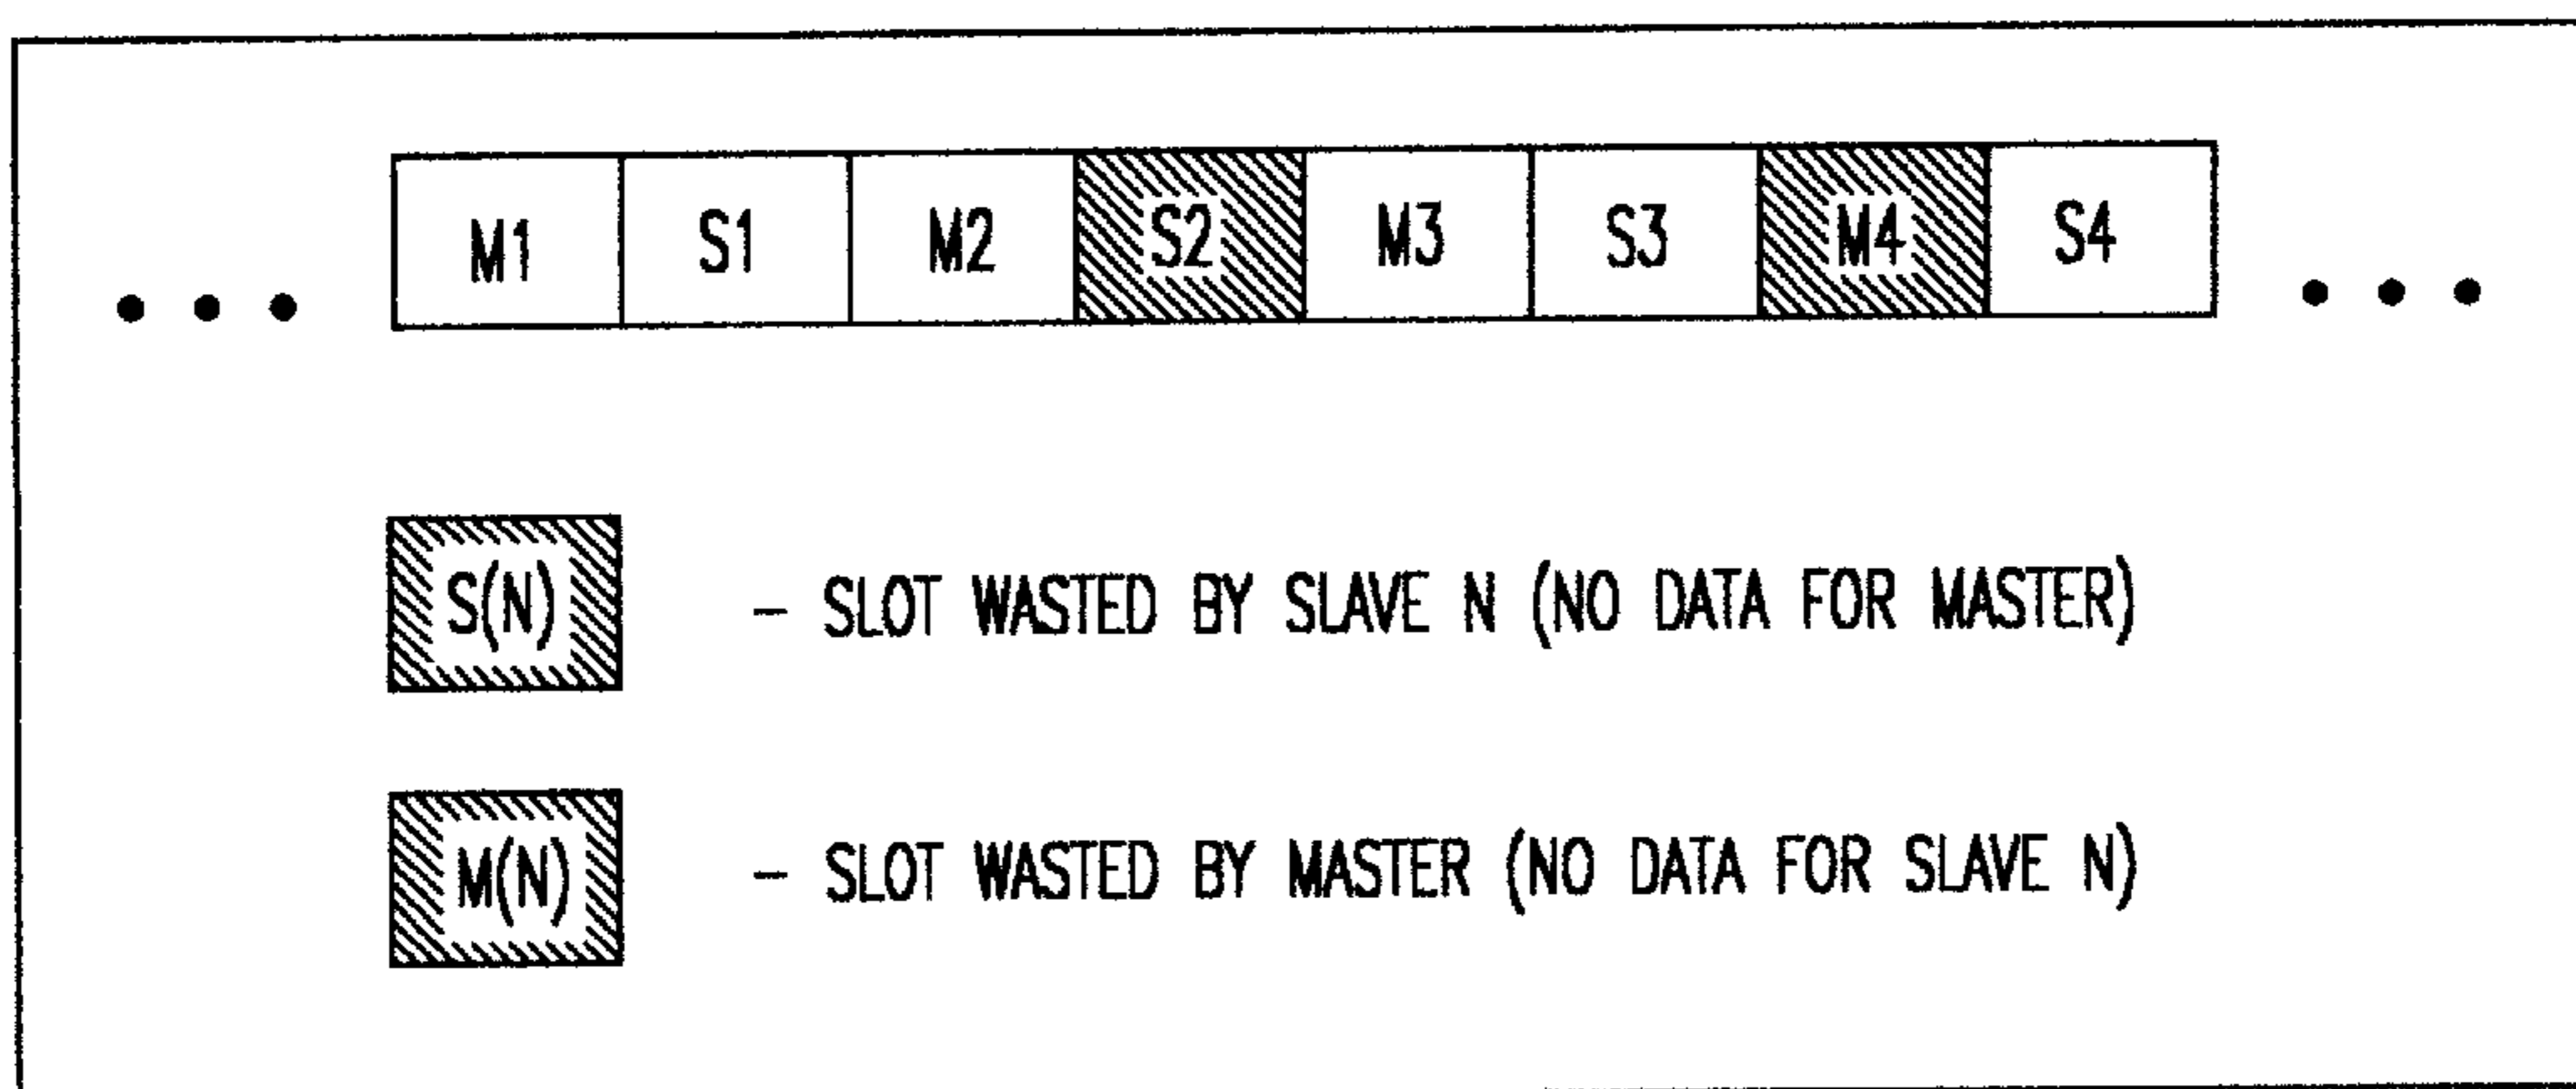 M1 S1 M2 S2 M3 S3 M4 S4
S(N) - SLOT WASTED BY SLAVE N (NO DATA FOR MASTER)
M(N) - SLOT WASTED BY MASTER (NO DATA FOR SLAVE N)